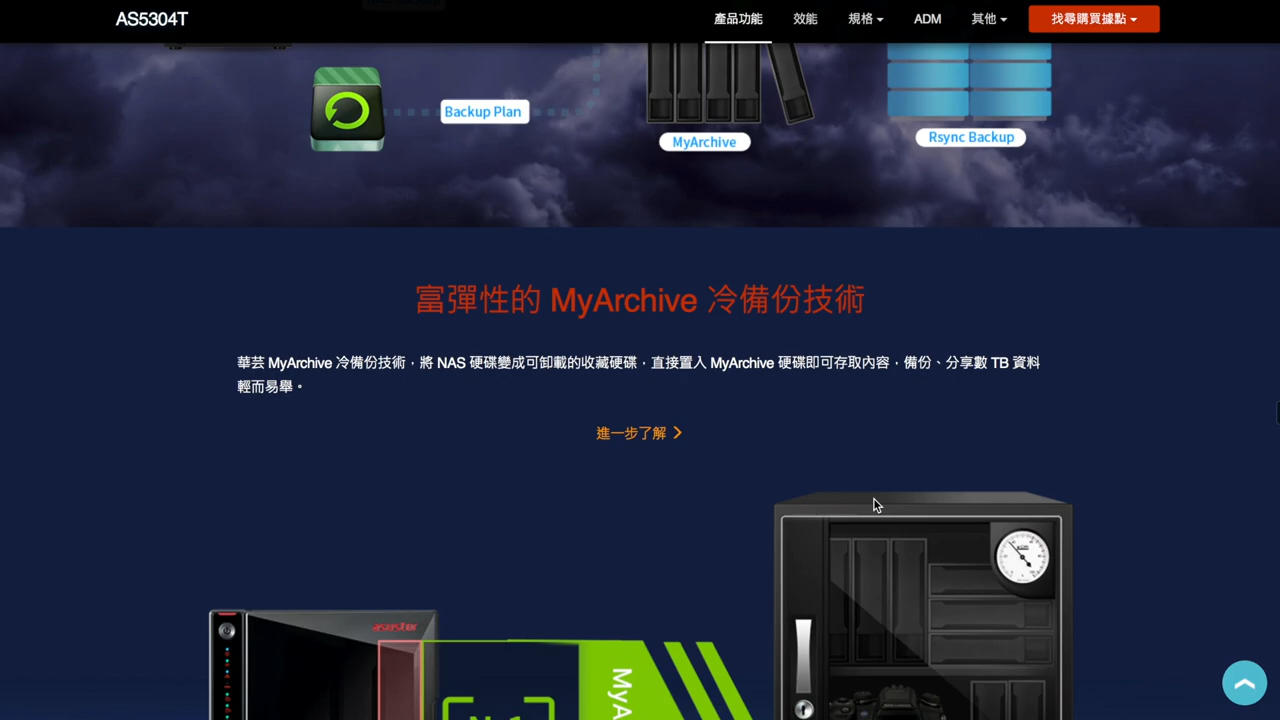 AS5304T
產品功能
效能
規格
ADM
其他
找尋購買據點
Backup Plan
MyArchive
Rsync Backup
富彈性的 MyArchive 冷備份技術
華芸 MyArchive 冷備份技術，將 NAS 硬碟變成可卸載的收藏硬碟，直接置入 MyArchive 硬碟即可存取內容，備份、分享數 TB 資料
輕而易舉。
進一步了解
asustor
MyA